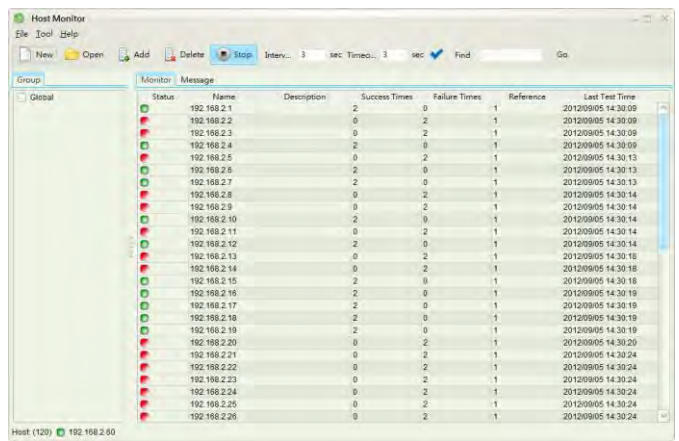 Host Monitor
File Tool Help
New Open Add Delete Stop Interv... 3 sec Timeo... 3 sec Find Go
Group Monitor Message
Global
Status Name Description Success Times Failure Times Reference Last Test Time
192.168.2.1 2 0 1 2012/09/05 14:30:09
192.168.2.2 0 2 1 2012/09/05 14:30:09
192.168.2.3 0 2 1 2012/09/05 14:30:09
192.168.2.4 2 0 1 2012/09/05 14:30:09
192.168.2.5 0 2 1 2012/09/05 14:30:13
192.168.2.6 2 0 1 2012/09/05 14:30:13
192.168.2.7 2 0 1 2012/09/05 14:30:13
192.168.2.8 0 2 1 2012/09/05 14:30:14
192.168.2.9 0 2 1 2012/09/05 14:30:14
192.168.2.10 2 0 1 2012/09/05 14:30:14
192.168.2.11 0 2 1 2012/09/05 14:30:14
192.168.2.12 2 0 1 2012/09/05 14:30:14
192.168.2.13 0 2 1 2012/09/05 14:30:18
192.168.2.14 0 2 1 2012/09/05 14:30:18
192.168.2.15 2 0 1 2012/09/05 14:30:18
192.168.2.16 2 0 1 2012/09/05 14:30:19
192.168.2.17 2 0 1 2012/09/05 14:30:19
192.168.2.18 2 0 1 2012/09/05 14:30:19
192.168.2.19 2 0 1 2012/09/05 14:30:19
192.168.2.20 0 2 1 2012/09/05 14:30:20
192.168.2.21 0 2 1 2012/09/05 14:30:24
192.168.2.22 0 2 1 2012/09/05 14:30:24
192.168.2.23 0 2 1 2012/09/05 14:30:24
192.168.2.24 0 2 1 2012/09/05 14:30:24
192.168.2.25 0 2 1 2012/09/05 14:30:24
192.168.2.26 0 2 1 2012/09/05 14:30:24
Host: (120) 192.168.2.60